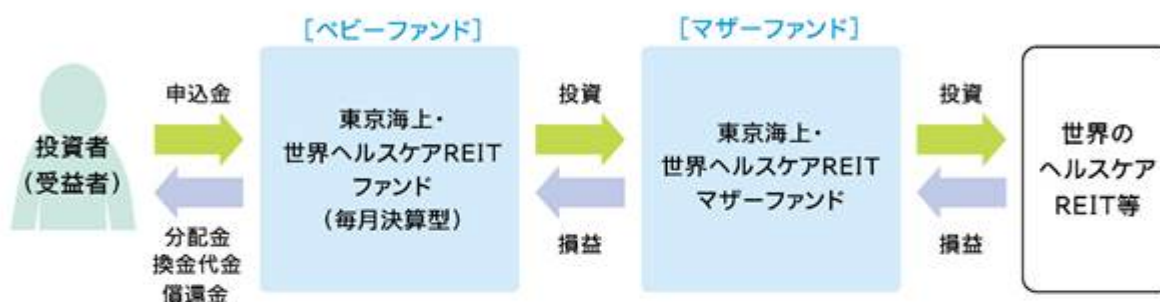 [ベビーファンド]
[マザーファンド]
投資者
(受益者)
申込金
分配金
換金代金
償還金
東京海上・
世界ヘルスケアREIT
ファンド
(毎月決算型)
投資
損益
東京海上・
世界ヘルスケアREIT
マザーファンド
投資
損益
世界の
ヘルスケア
REIT等